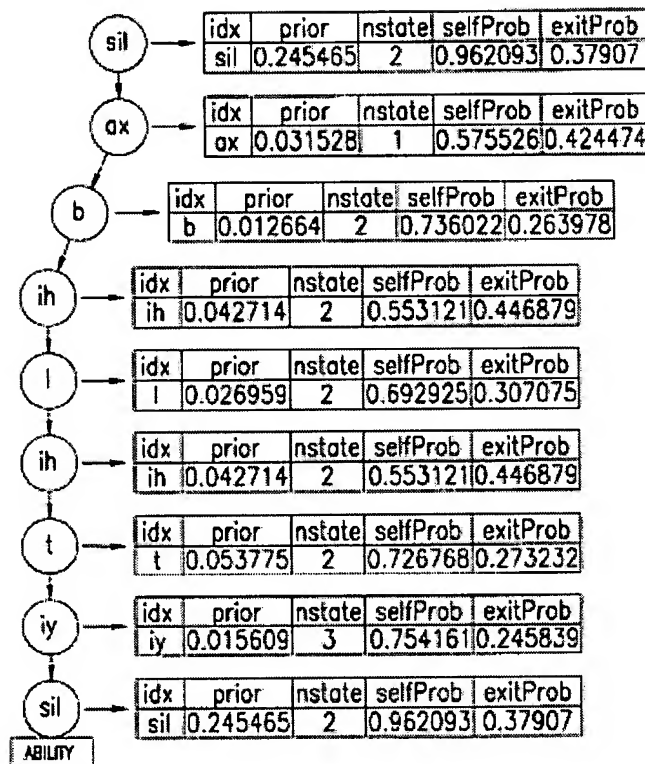 sil
idx prior nstate selfProb exitProb
sil 0.245465 2 0.962093 0.37907
ax
idx prior nstate selfProb exitProb
ax 0.031528 1 0.575526 0.424474
b
idx prior nstate selfProb exitProb
b 0.012664 2 0.736022 0.263978
ih
idx prior nstate selfProb exitProb
ih 0.042714 2 0.553121 0.446879
l
idx prior nstate selfProb exitProb
l 0.026959 2 0.692925 0.307075
ih
idx prior nstate selfProb exitProb
ih 0.042714 2 0.553121 0.446879
t
idx prior nstate selfProb exitProb
t 0.053775 2 0.726768 0.273232
iy
idx prior nstate selfProb exitProb
iy 0.015609 3 0.754161 0.245839
sil
idx prior nstate selfProb exitProb
sil 0.245465 2 0.962093 0.37907
ABILITY